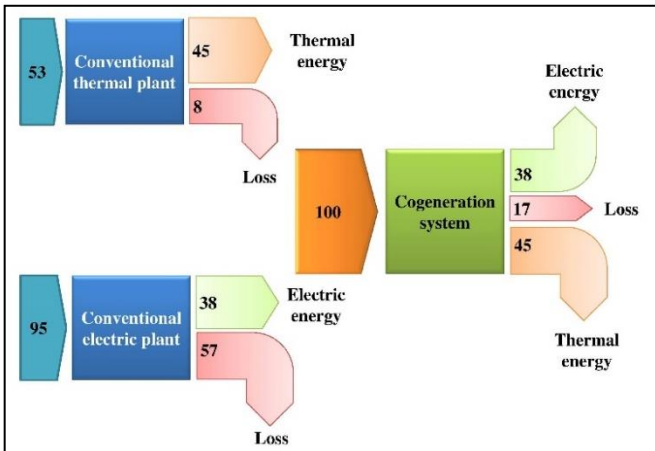 53
Conventional
thermal plant
45
Thermal
energy
8
Loss
95
Conventional
electric plant
38
Electric
energy
57
Loss
100
Cogeneration
system
Electric
energy
38
17
Loss
45
Thermal
energy